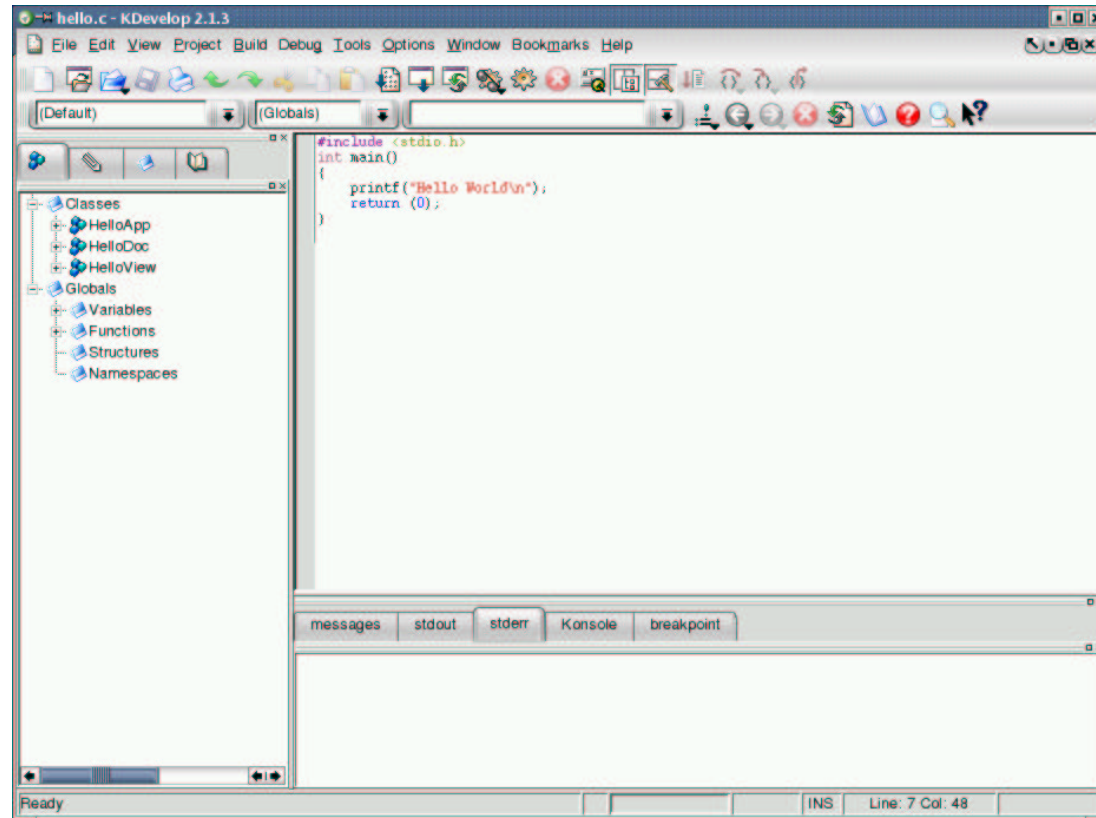 hello.c - KDevelop 2.1.3
File Edit View Project Build Debug Tools Options Window Bookmarks Help
(Default) (Globals)
Classes
HelloApp
HelloDoc
HelloView
Globals
Variables
Functions
Structures
Namespaces
#include <stdio.h>
int main()
{
    printf("Hello World\n");
    return (0);
}
messages stdout stderr Konsole breakpoint
Ready INS Line: 7 Col: 48